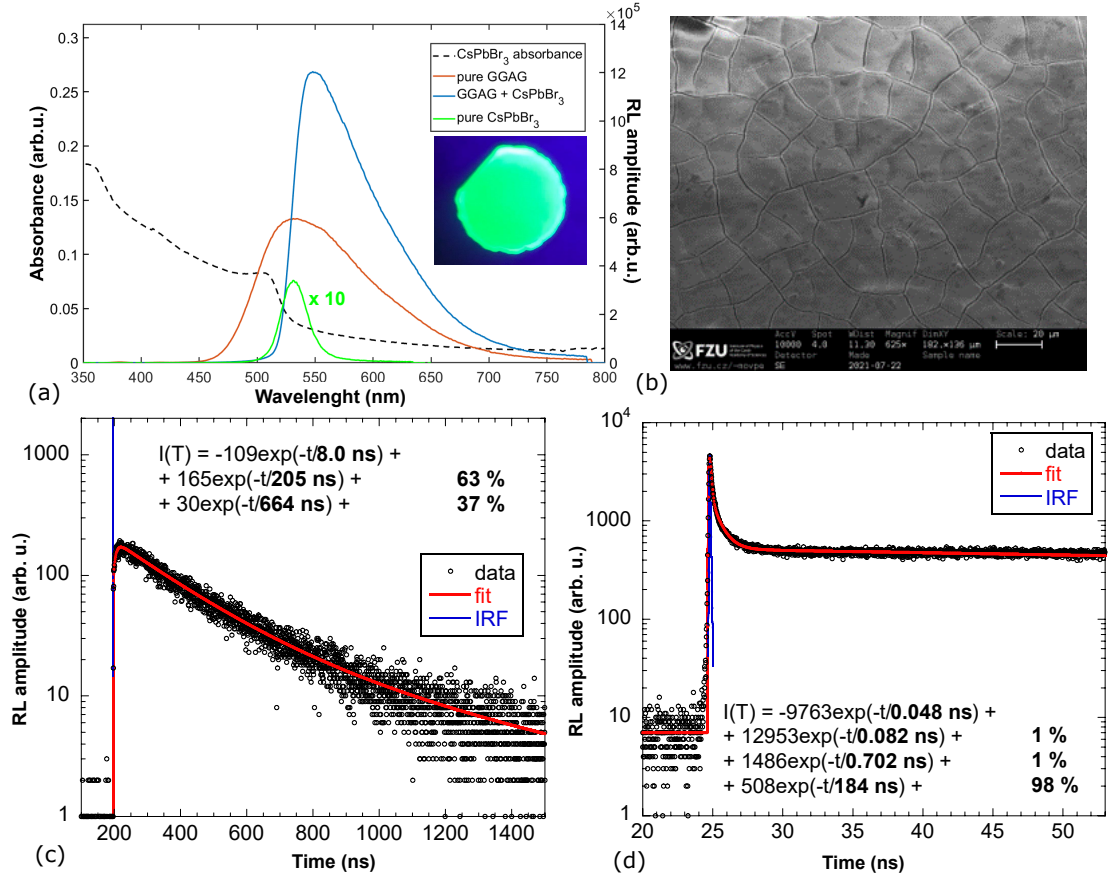 (a)
×10⁵
0.3
0.25
0.2
0.15
0.1
0.05
0
Absorbance (arb.u.)
14
12
10
8
6
4
2
0
RL amplitude (arb.u.)
CsPbBr₃ absorbance
pure GGAG
GGAG + CsPbBr₃
pure CsPbBr₃
x 10
350 400 450 500 550 600 650 700 750 800
Wavelenght (nm)
(b)
FZU
AccV Spot WDist Magnif DimXY Scale: 20 µm
10000 4.0 11.30 625× 182.×136 µm
Detector Made Sample name
SE 2021-07-22
www.fzu.cz/~movpe
(c)
1000
100
10
1
RL amplitude (arb. u.)
I(T) = -109exp(-t/8.0 ns) +
+ 165exp(-t/205 ns) + 63 %
+ 30exp(-t/664 ns) + 37 %
data
fit
IRF
200 400 600 800 1000 1200 1400
Time (ns)
(d)
10⁴
1000
100
10
1
RL amplitude (arb. u.)
data
fit
IRF
I(T) = -9763exp(-t/0.048 ns) +
+ 12953exp(-t/0.082 ns) + 1 %
+ 1486exp(-t/0.702 ns) + 1 %
+ 508exp(-t/184 ns) + 98 %
20 25 30 35 40 45 50
Time (ns)